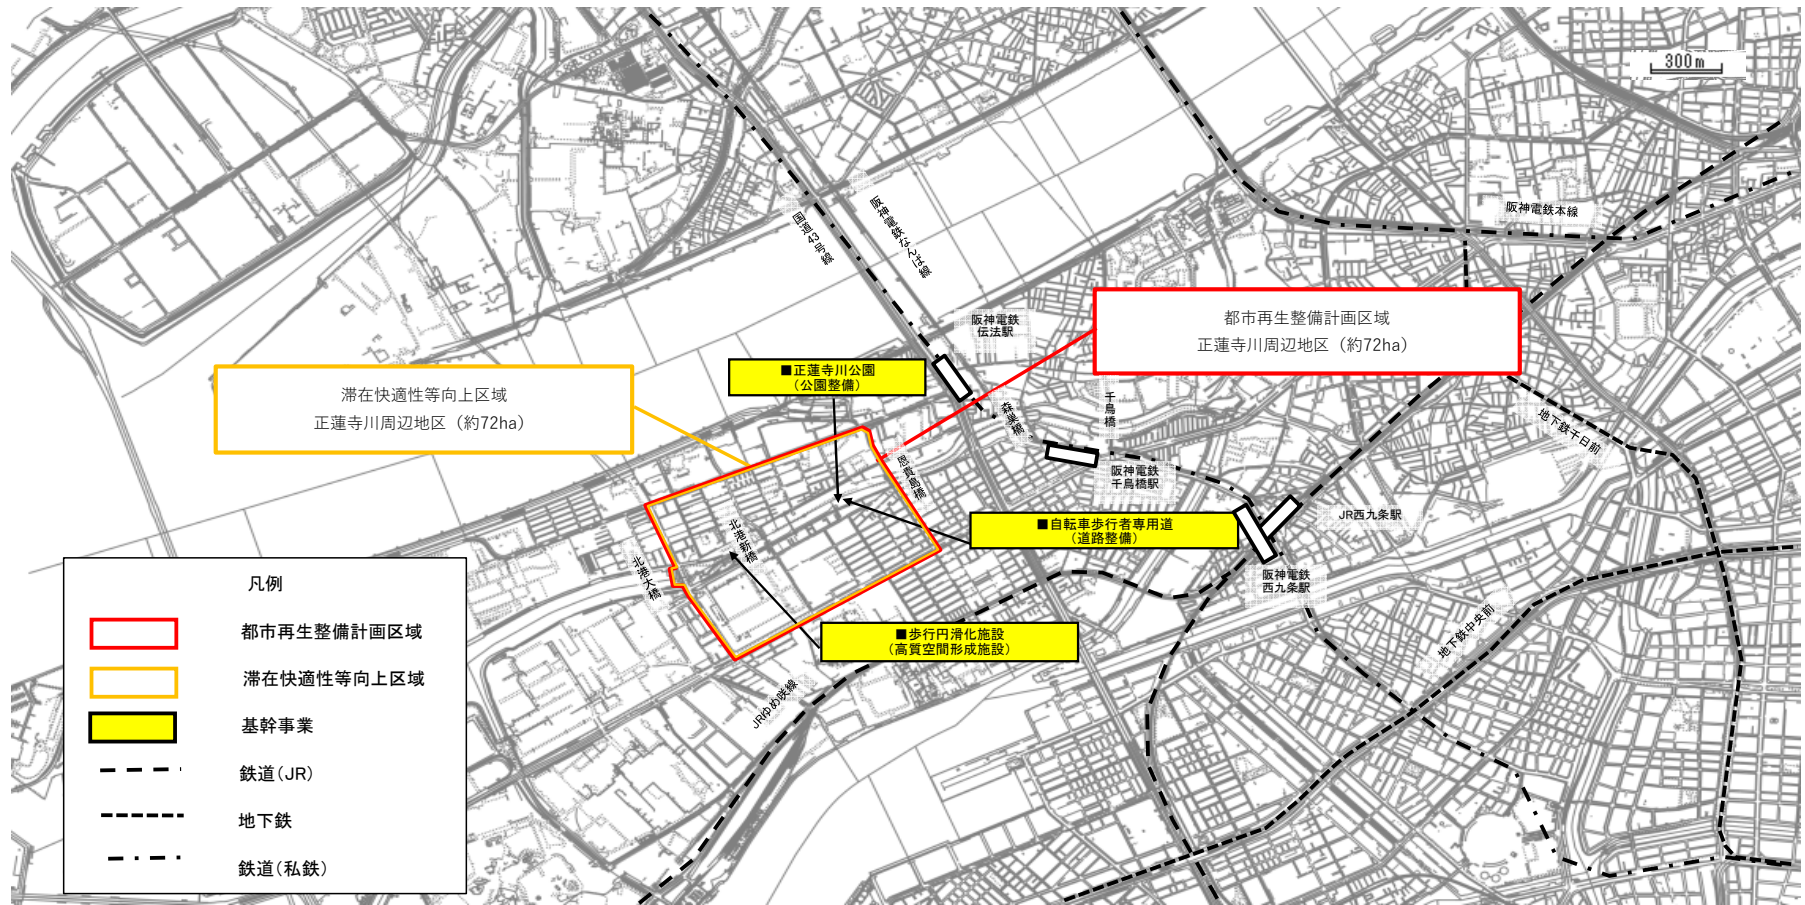 300m
阪神電鉄本線
国道43号線
阪神電鉄なんば線
阪神電鉄
伝法駅
都市再生整備計画区域
正蓮寺川周辺地区(約72ha)
■正蓮寺川公園
(公園整備)
滞在快適性等向上区域
正蓮寺川周辺地区(約72ha)
森巣橋
千鳥橋
地下鉄千日前
恩貴島橋
阪神電鉄
千鳥橋駅
■自転車歩行者専用道
(道路整備)
JR西九条駅
北港新橋
北港大橋
阪神電鉄
西九条駅
地下鉄中央前
■歩行円滑化施設
(高質空間形成施設)
JRゆめ咲線
凡例
都市再生整備計画区域
滞在快適性等向上区域
基幹事業
鉄道(JR)
地下鉄
鉄道(私鉄)